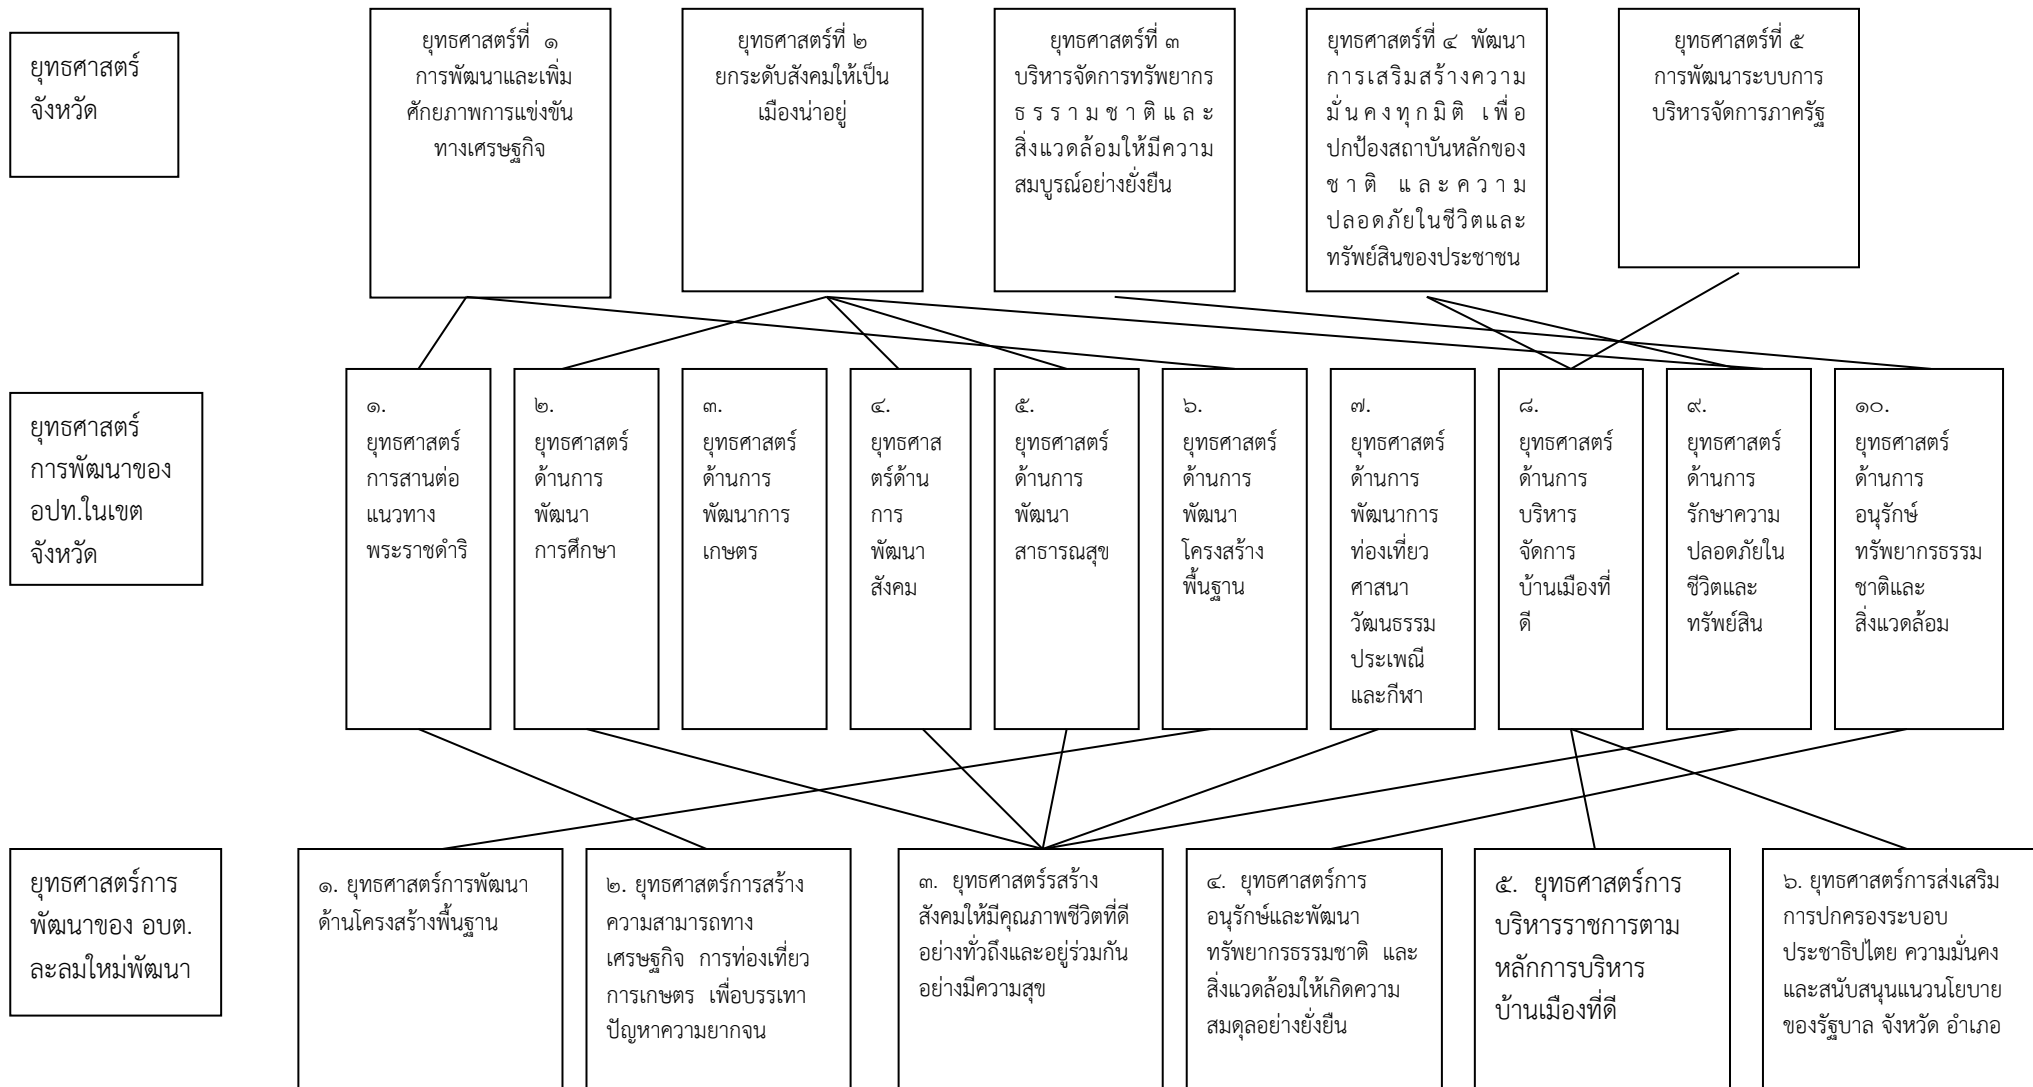 ยุทธศาสตร์
จังหวัด
ยุทธศาสตร์ที่ ๑
การพัฒนาและเพิ่ม
ศักยภาพการแข่งขัน
ทางเศรษฐกิจ
ยุทธศาสตร์ที่ ๒
ยกระดับสังคมให้เป็น
เมืองน่าอยู่
ยุทธศาสตร์ที่ ๓
บริหารจัดการทรัพยากร
ธรรามชาติและ
สิ่งแวดล้อมให้มีความ
สมบูรณ์อย่างยั่งยืน
ยุทธศาสตร์ที่ ๔ พัฒนา
การเสริมสร้างความ
มั่นคงทุกมิติ เพื่อ
ปกป้องสถาบันหลักของ
ชาติ และความ
ปลอดภัยในชีวิตและ
ทรัพย์สินของประชาชน
ยุทธศาสตร์ที่ ๕
การพัฒนาระบบการ
บริหารจัดการภาครัฐ
ยุทธศาสตร์
การพัฒนาของ
อปท.ในเขต
จังหวัด
๑.
ยุทธศาสตร์
การสานต่อ
แนวทาง
พระราชดำริ
๒.
ยุทธศาสตร์
ด้านการ
พัฒนา
การศึกษา
๓.
ยุทธศาสตร์
ด้านการ
พัฒนาการ
เกษตร
๔.
ยุทธศาส
ตร์ด้าน
การ
พัฒนา
สังคม
๕.
ยุทธศาสตร์
ด้านการ
พัฒนา
สาธารณสุข
๖.
ยุทธศาสตร์
ด้านการ
พัฒนา
โครงสร้าง
พื้นฐาน
๗.
ยุทธศาสตร์
ด้านการ
พัฒนาการ
ท่องเที่ยว
ศาสนา
วัฒนธรรม
ประเพณี
และกีฬา
๘.
ยุทธศาสตร์
ด้านการ
บริหาร
จัดการ
บ้านเมืองที่
ดี
๙.
ยุทธศาสตร์
ด้านการ
รักษาความ
ปลอดภัยใน
ชีวิตและ
ทรัพย์สิน
๑๐.
ยุทธศาสตร์
ด้านการ
อนุรักษ์
ทรัพยากรธรรม
ชาติและ
สิ่งแวดล้อม
ยุทธศาสตร์การ
พัฒนาของ อบต.
ละลมใหม่พัฒนา
๑. ยุทธศาสตร์การพัฒนา
ด้านโครงสร้างพื้นฐาน
๒. ยุทธศาสตร์การสร้าง
ความสามารถทาง
เศรษฐกิจ การท่องเที่ยว
การเกษตร เพื่อบรรเทา
ปัญหาความยากจน
๓. ยุทธศาสตร์รสร้าง
สังคมให้มีคุณภาพชีวิตที่ดี
อย่างทั่วถึงและอยู่ร่วมกัน
อย่างมีความสุข
๔. ยุทธศาสตร์การ
อนุรักษ์และพัฒนา
ทรัพยากรธรรมชาติ และ
สิ่งแวดล้อมให้เกิดความ
สมดุลอย่างยั่งยืน
๕. ยุทธศาสตร์การ
บริหารราชการตาม
หลักการบริหาร
บ้านเมืองที่ดี
๖. ยุทธศาสตร์การส่งเสริม
การปกครองระบอบ
ประชาธิปไตย ความมั่นคง
และสนับสนุนแนวนโยบาย
ของรัฐบาล จังหวัด อำเภอ